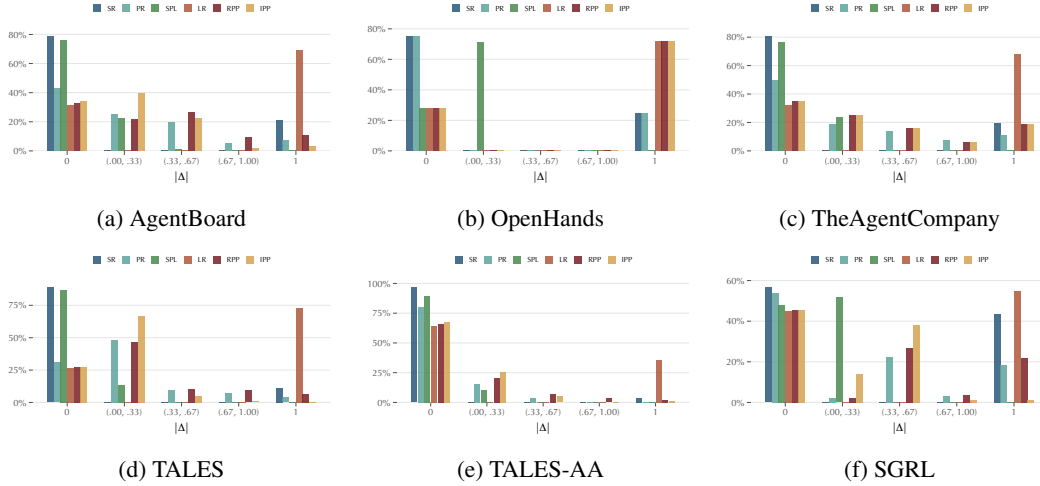 SR PR SPL LR RPP IPP
80%
60%
40%
20%
0%
0 (.00, .33) (.33, .67) (.67, 1.00) 1
|Δ|
(a) AgentBoard
SR PR SPL LR RPP IPP
80%
60%
40%
20%
0%
0 (.00, .33) (.33, .67) (.67, 1.00) 1
|Δ|
(b) OpenHands
SR PR SPL LR RPP IPP
80%
60%
40%
20%
0%
0 (.00, .33) (.33, .67) (.67, 1.00) 1
|Δ|
(c) TheAgentCompany
SR PR SPL LR RPP IPP
75%
50%
25%
0%
0 (.00, .33) (.33, .67) (.67, 1.00) 1
|Δ|
(d) TALES
SR PR SPL LR RPP IPP
100%
75%
50%
25%
0%
0 (.00, .33) (.33, .67) (.67, 1.00) 1
|Δ|
(e) TALES-AA
SR PR SPL LR RPP IPP
60%
40%
20%
0%
0 (.00, .33) (.33, .67) (.67, 1.00) 1
|Δ|
(f) SGRL